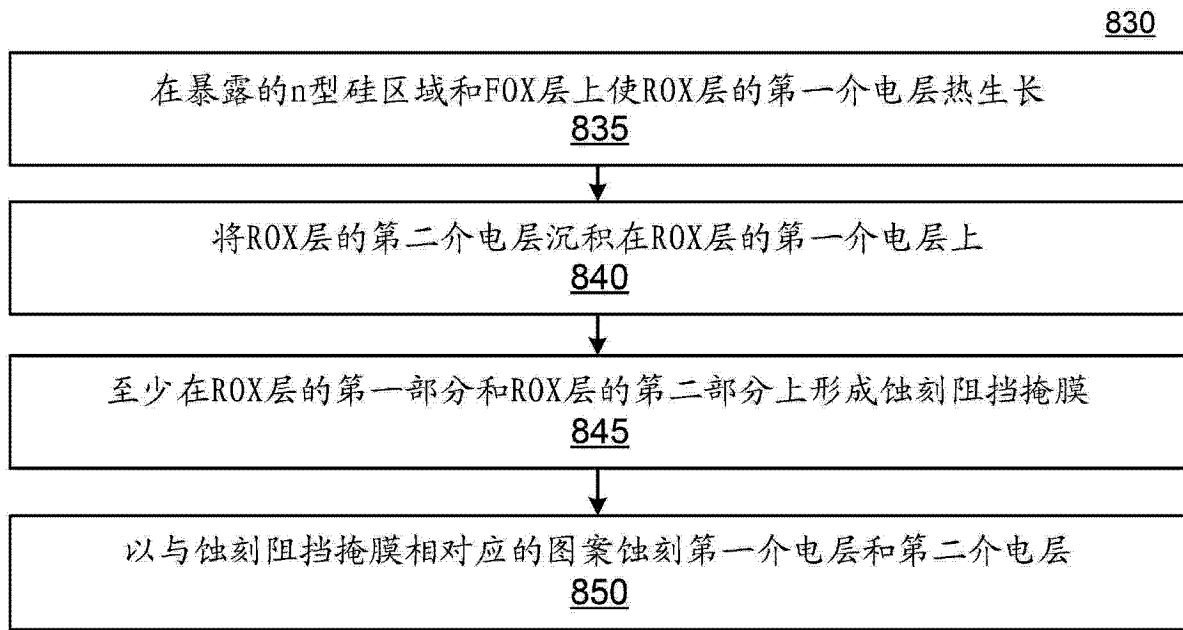 830
在暴露的n型硅区域和FOX层上使ROX层的第一介电层热生长
835
将ROX层的第二介电层沉积在ROX层的第一介电层上
840
至少在ROX层的第一部分和ROX层的第二部分上形成蚀刻阻挡掩膜
845
以与蚀刻阻挡掩膜相对应的图案蚀刻第一介电层和第二介电层
850